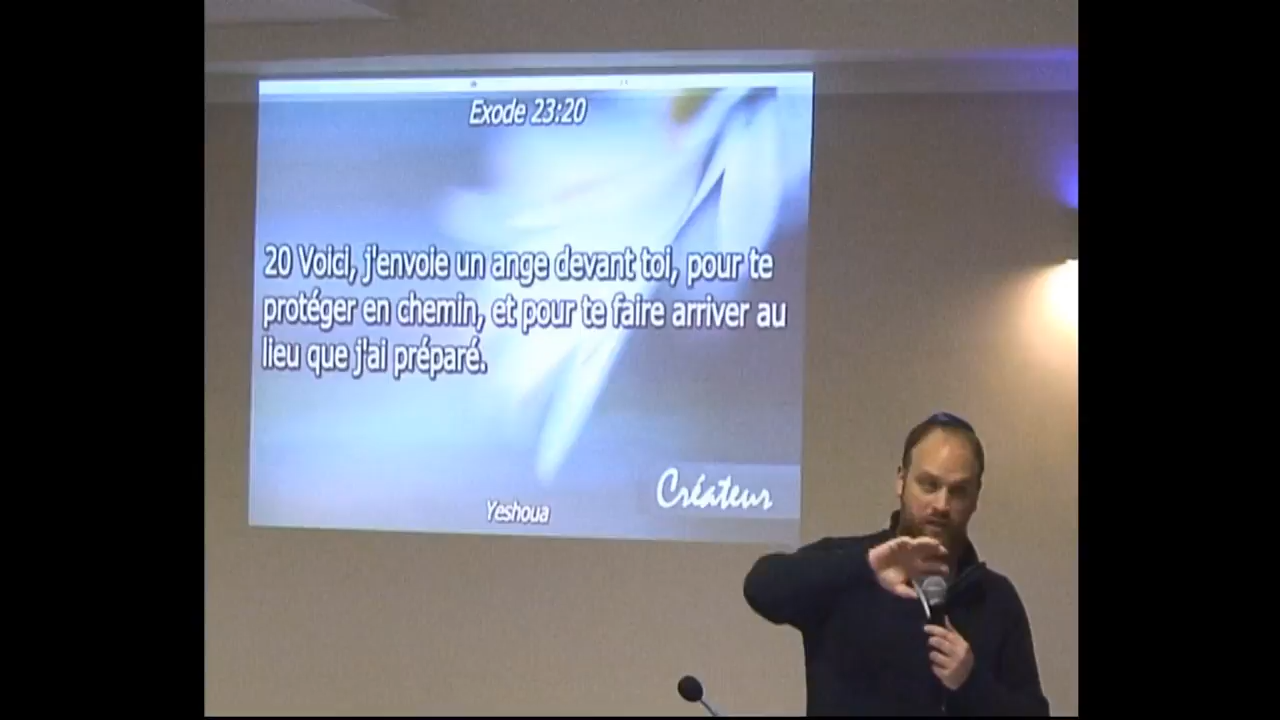 Exode 23:20
20 Voici, j'envoie un ange devant toi, pour te
protéger en chemin, et pour te faire arriver au
lieu que j'ai préparé.
Créateur
Yeshoua